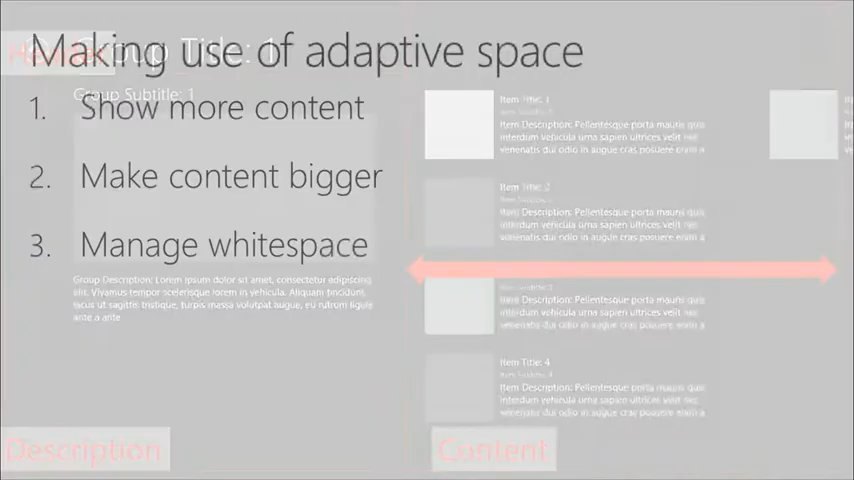 Making use of adaptive space
Header
Group Title: 1
Group Subtitle: 1
1. Show more content
2. Make content bigger
3. Manage whitespace
Group Description: Lorem ipsum dolor sit amet, consectetur adipiscing
elit. Vivamus tempor scelerisque lorem in vehicula. Aliquam tincidunt,
lacus ut sagittis tristique, turpis massa volutpat augue, eu rutrum ligula
ante a ante
Description
Item Title: 1
Item Description: Pellentesque porta mauris quis
interdum vehicula urna sapien ultrices velit nec
venenatis dui odio in augue cras posuere enim a
Item Title: 2
Item Description: Pellentesque porta mauris quis
interdum vehicula urna sapien ultrices velit nec
venenatis dui odio in augue cras posuere enim a
Item Description: Pellentesque porta mauris quis
interdum vehicula urna sapien ultrices velit nec
venenatis dui odio in augue cras posuere enim a
Item Title: 4
Item Subtitle: 4
Item Description: Pellentesque porta mauris quis
interdum vehicula urna sapien ultrices velit nec
venenatis dui odio in augue cras posuere enim a
Content